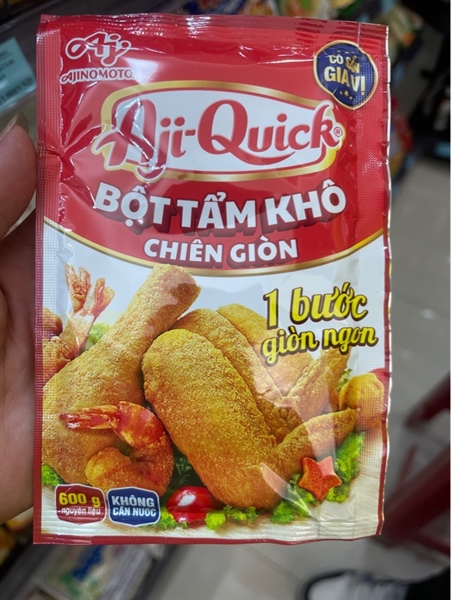 Aji
AJINOMOTO
CÓ SẴN
GIA VỊ
Aji-Quick®
BỘT TẨM KHÔ
CHIÊN GIÒN
1 bước
giòn ngon
600 g
nguyên liệu
KHÔNG
CẦN NƯỚC